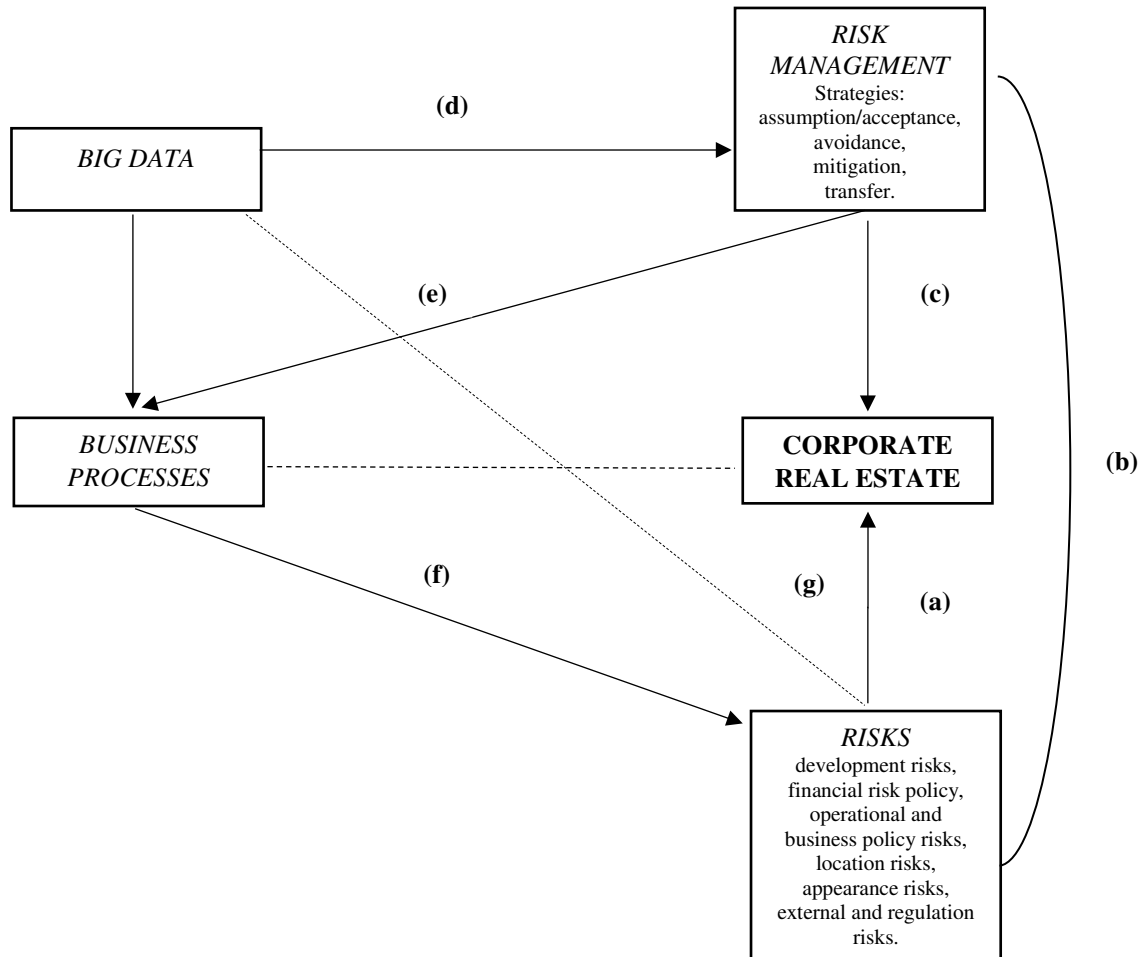 RISK
MANAGEMENT
Strategies:
assumption/acceptance,
avoidance,
mitigation,
transfer.
(d)
BIG DATA
(e)
(c)
BUSINESS
PROCESSES
CORPORATE
REAL ESTATE
(b)
(f)
(g)
(a)
RISKS
development risks,
financial risk policy,
operational and
business policy risks,
location risks,
appearance risks,
external and regulation
risks.